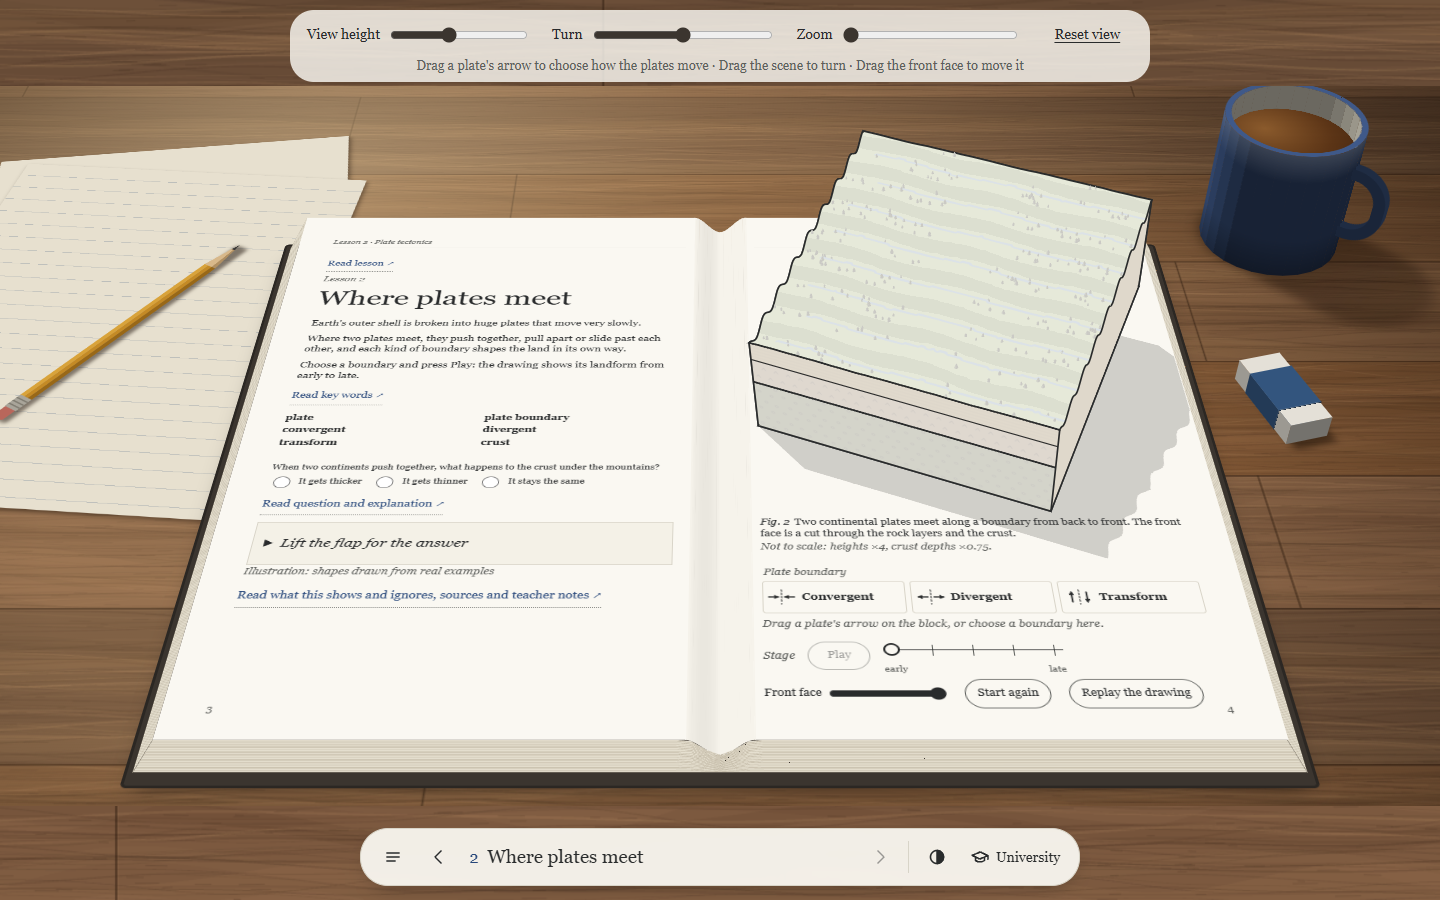 View height
Turn
Zoom
Reset view
Drag a plate's arrow to choose how the plates move · Drag the scene to turn · Drag the front face to move it
Lesson 2 · Plate tectonics
Read lesson ↗
Lesson 2
Where plates meet
Earth's outer shell is broken into huge plates that move very slowly.
Where two plates meet, they push together, pull apart or slide past each
other, and each kind of boundary shapes the land in its own way.
Choose a boundary and press Play: the drawing shows its landform from
early to late.
Read key words ↗
plate
plate boundary
convergent
divergent
transform
crust
When two continents push together, what happens to the crust under the mountains?
It gets thicker
It gets thinner
It stays the same
Read question and explanation ↗
▶ Lift the flap for the answer
Illustration: shapes drawn from real examples
Read what this shows and ignores, sources and teacher notes ↗
3
Fig. 2 Two continental plates meet along a boundary from back to front. The front
face is a cut through the rock layers and the crust.
Not to scale: heights ×4, crust depths ×0.75.
Plate boundary
Convergent
Divergent
Transform
Drag a plate's arrow on the block, or choose a boundary here.
Stage
Play
early
late
Front face
Start again
Replay the drawing
4
2 Where plates meet
University